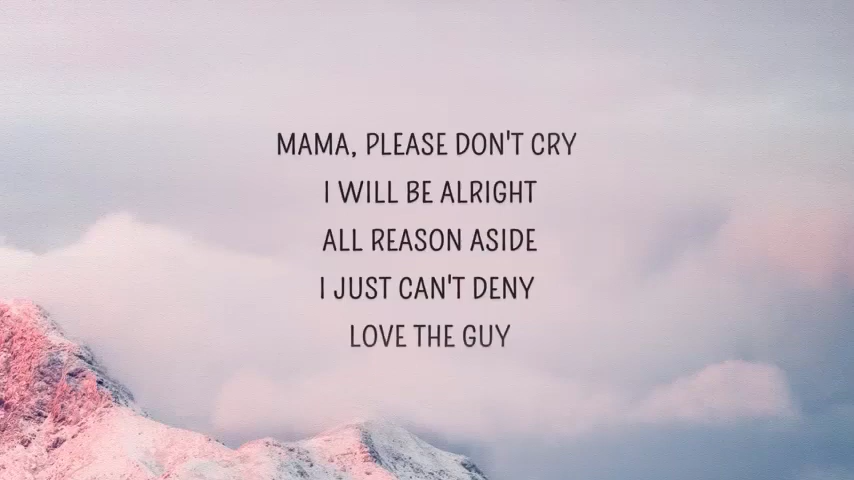 MAMA, PLEASE DON'T CRY
I WILL BE ALRIGHT
ALL REASON ASIDE
I JUST CAN'T DENY
LOVE THE GUY